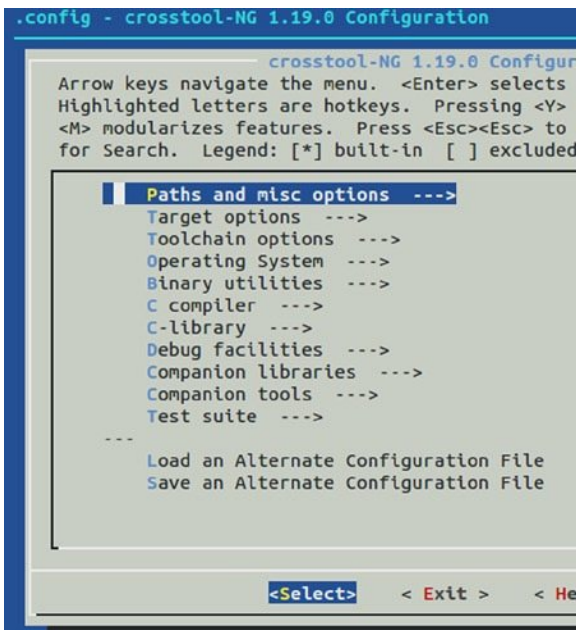 .config - crosstool-NG 1.19.0 Configuration
crosstool-NG 1.19.0 Configur
Arrow keys navigate the menu. <Enter> selects
Highlighted letters are hotkeys. Pressing <Y>
<M> modularizes features. Press <Esc><Esc> to
for Search. Legend: [*] built-in [ ] excluded
Paths and misc options --->
Target options --->
Toolchain options --->
Operating System --->
Binary utilities --->
C compiler --->
C-library --->
Debug facilities --->
Companion libraries --->
Companion tools --->
Test suite --->
---
Load an Alternate Configuration File
Save an Alternate Configuration File
<Select> < Exit > < He